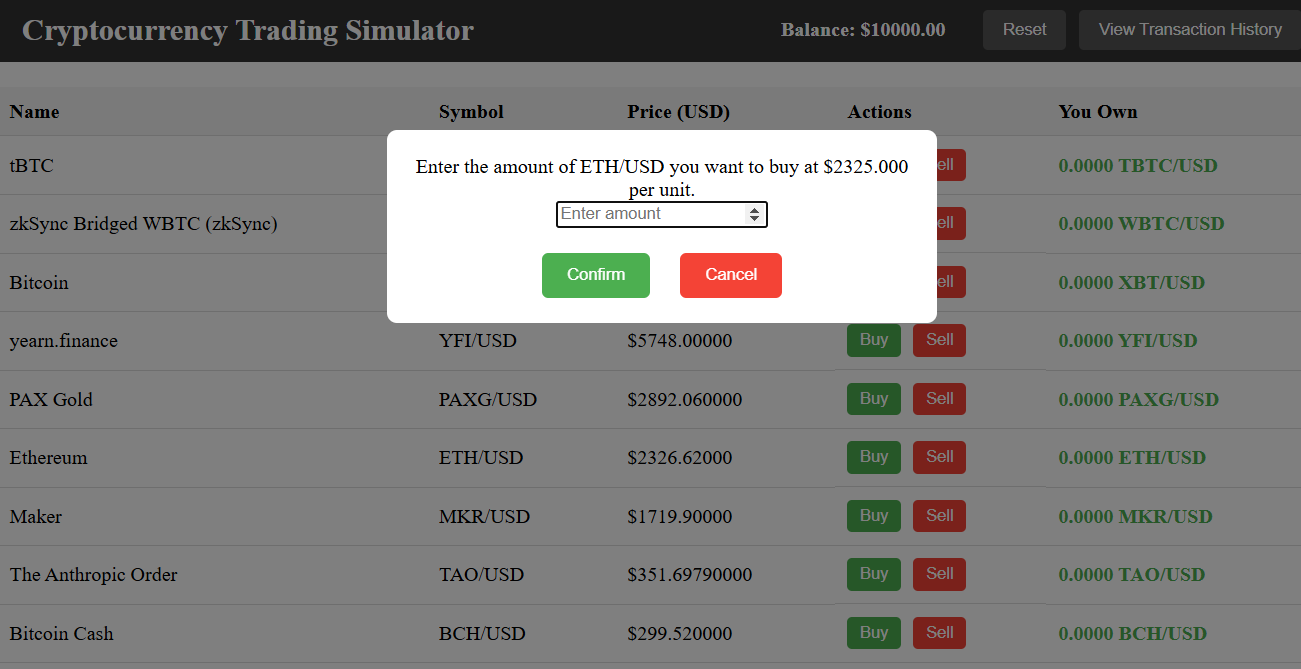 Cryptocurrency Trading Simulator Balance: $10000.00 Reset View Transaction History
Name Symbol Price (USD) Actions You Own
Enter the amount of ETH/USD you want to buy at $2325.000
per unit.
Enter amount
Confirm Cancel
tBTC ell 0.0000 TBTC/USD
zkSync Bridged WBTC (zkSync) ell 0.0000 WBTC/USD
Bitcoin ell 0.0000 XBT/USD
yearn.finance YFI/USD $5748.00000 Buy Sell 0.0000 YFI/USD
PAX Gold PAXG/USD $2892.060000 Buy Sell 0.0000 PAXG/USD
Ethereum ETH/USD $2326.62000 Buy Sell 0.0000 ETH/USD
Maker MKR/USD $1719.90000 Buy Sell 0.0000 MKR/USD
The Anthropic Order TAO/USD $351.69790000 Buy Sell 0.0000 TAO/USD
Bitcoin Cash BCH/USD $299.520000 Buy Sell 0.0000 BCH/USD